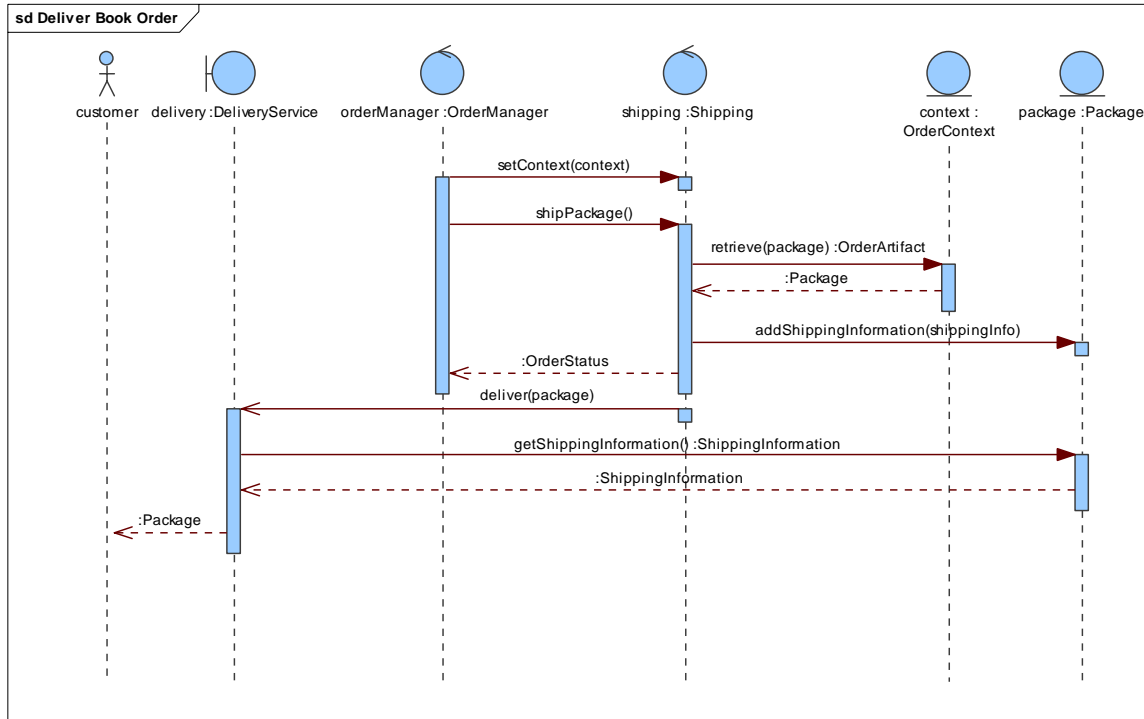 sd Deliver Book Order
customer
delivery :DeliveryService
orderManager :OrderManager
shipping :Shipping
context :
OrderContext
package :Package
setContext(context)
shipPackage()
retrieve(package) :OrderArtifact
:Package
addShippingInformation(shippingInfo)
:OrderStatus
deliver(package)
getShippingInformation() :ShippingInformation
:ShippingInformation
:Package